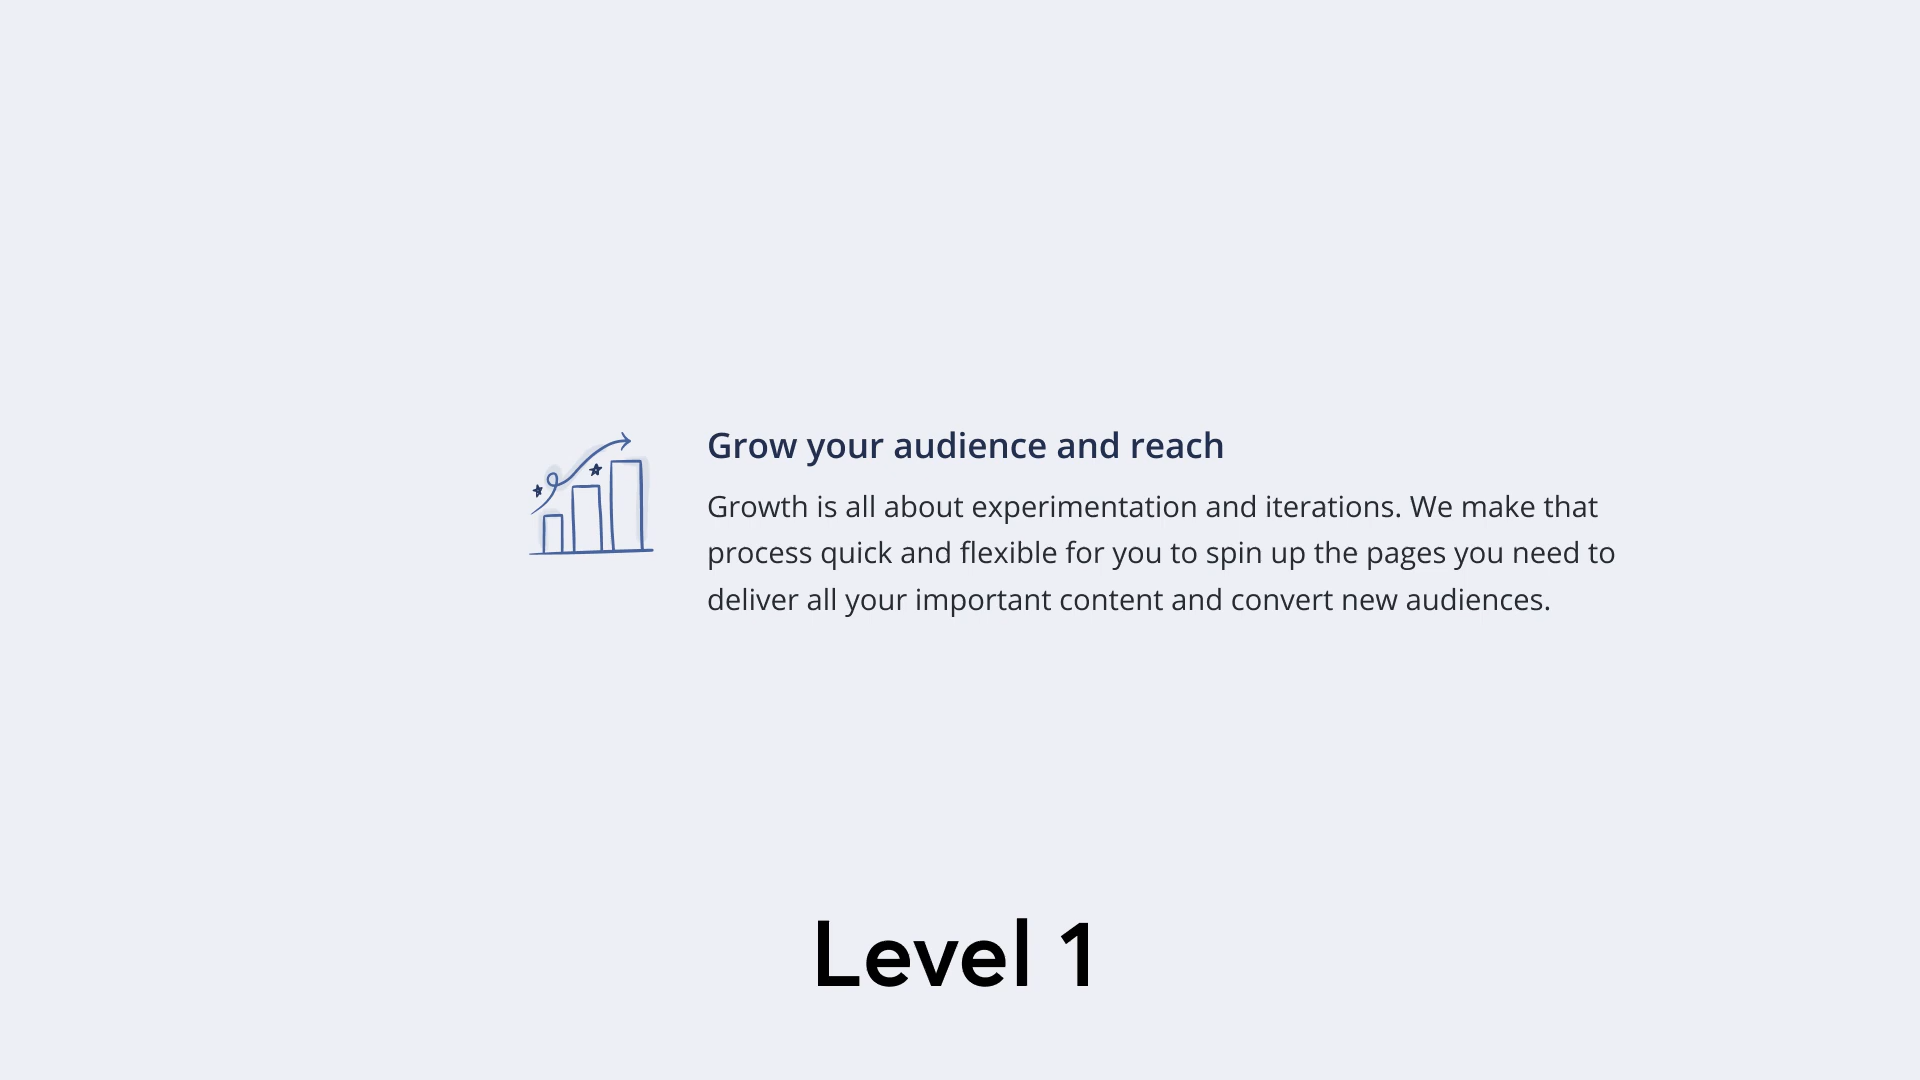 Grow your audience and reach
Growth is all about experimentation and iterations. We make that
process quick and flexible for you to spin up the pages you need to
deliver all your important content and convert new audiences.
Level 1